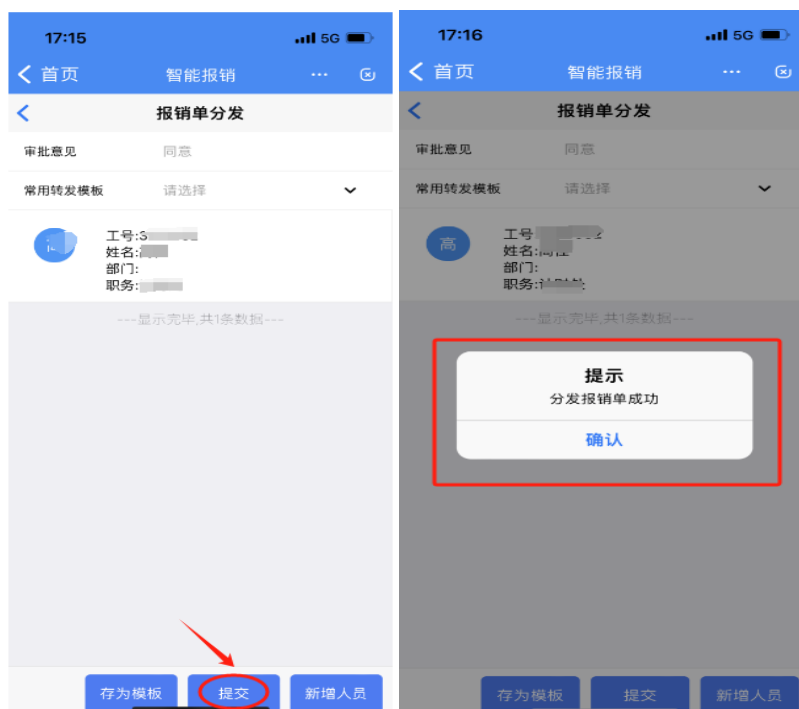 17:15
5G
首页
智能报销
报销单分发
审批意见
同意
常用转发模板
请选择
工号:3
姓名:
部门:
职务:
---显示完毕,共1条数据---
存为模板
提交
新增人员
17:16
5G
首页
智能报销
报销单分发
审批意见
同意
常用转发模板
请选择
高
工号
姓名:
部门:
职务:
---显示完毕,共1条数据---
提示
分发报销单成功
确认
存为模板
提交
新增人员